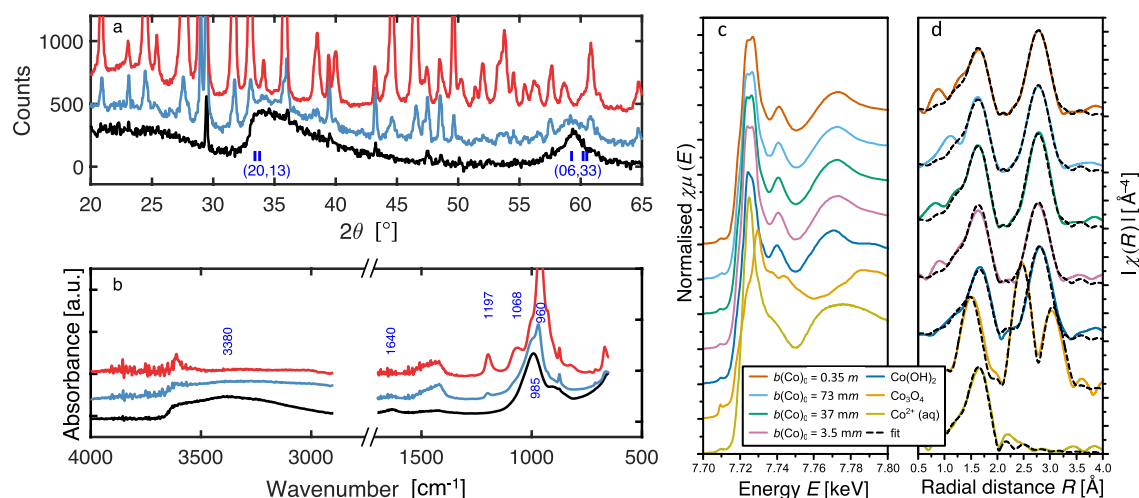 a
Counts
1000
500
0
(20,13)
(06,33)
20 25 30 35 40 45 50 55 60 65
2θ [°]
b
Absorbance [a.u.]
3380
1640
1197
1068
960
985
4000 3500 3000 1500 1000 500
Wavenumber [cm⁻¹]
c
Normalised χμ (E)
b(Co)₀ = 0.35 m
b(Co)₀ = 73 mm
b(Co)₀ = 37 mm
b(Co)₀ = 3.5 mm
Co(OH)₂
Co₃O₄
Co²⁺ (aq)
fit
7.70 7.72 7.74 7.76 7.78 7.80
Energy E [keV]
d
| χ(R) | [Å⁻⁴]
0.5 1.0 1.5 2.0 2.5 3.0 3.5 4.0
Radial distance R [Å]